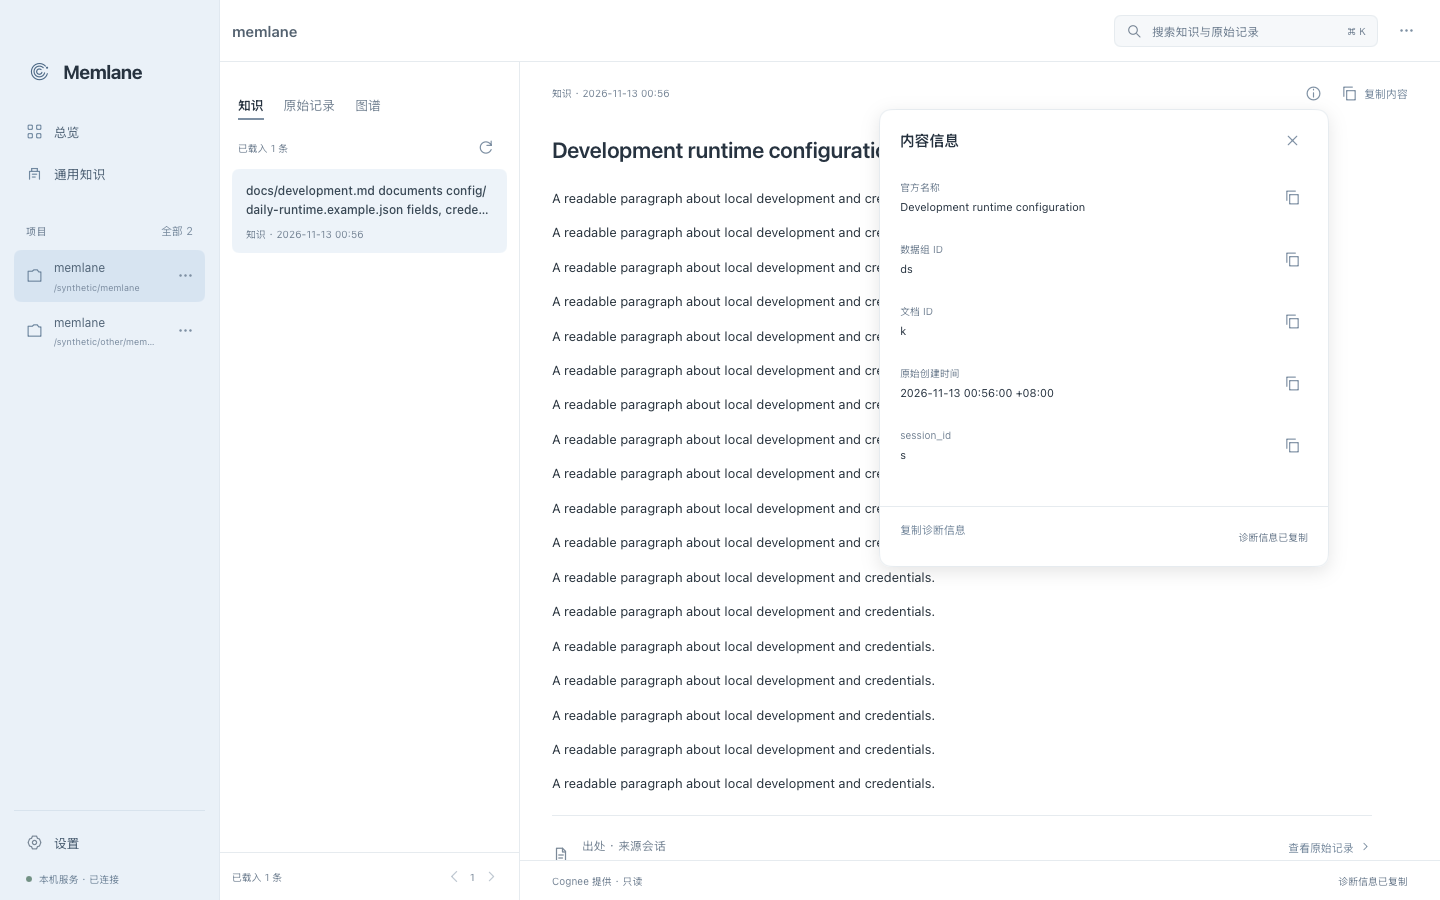 Memlane
总览
通用知识
项目
全部 2
memlane
/synthetic/memlane
memlane
/synthetic/other/mem...
设置
本机服务 · 已连接
memlane
搜索知识与原始记录
⌘ K
知识
原始记录
图谱
已载入 1 条
docs/development.md documents config/
daily-runtime.example.json fields, crede...
知识 · 2026-11-13 00:56
已载入 1 条
1
知识 · 2026-11-13 00:56
复制内容
Development runtime configuratio
A readable paragraph about local development and cre
A readable paragraph about local development and cre
A readable paragraph about local development and cre
A readable paragraph about local development and cre
A readable paragraph about local development and cre
A readable paragraph about local development and cre
A readable paragraph about local development and cre
A readable paragraph about local development and cre
A readable paragraph about local development and cre
A readable paragraph about local development and cre
A readable paragraph about local development and cre
A readable paragraph about local development and credentials.
A readable paragraph about local development and credentials.
A readable paragraph about local development and credentials.
A readable paragraph about local development and credentials.
A readable paragraph about local development and credentials.
A readable paragraph about local development and credentials.
A readable paragraph about local development and credentials.
出处 · 来源会话
查看原始记录
Cognee 提供 · 只读
诊断信息已复制
内容信息
官方名称
Development runtime configuration
数据组 ID
ds
文档 ID
k
原始创建时间
2026-11-13 00:56:00 +08:00
session_id
s
复制诊断信息
诊断信息已复制